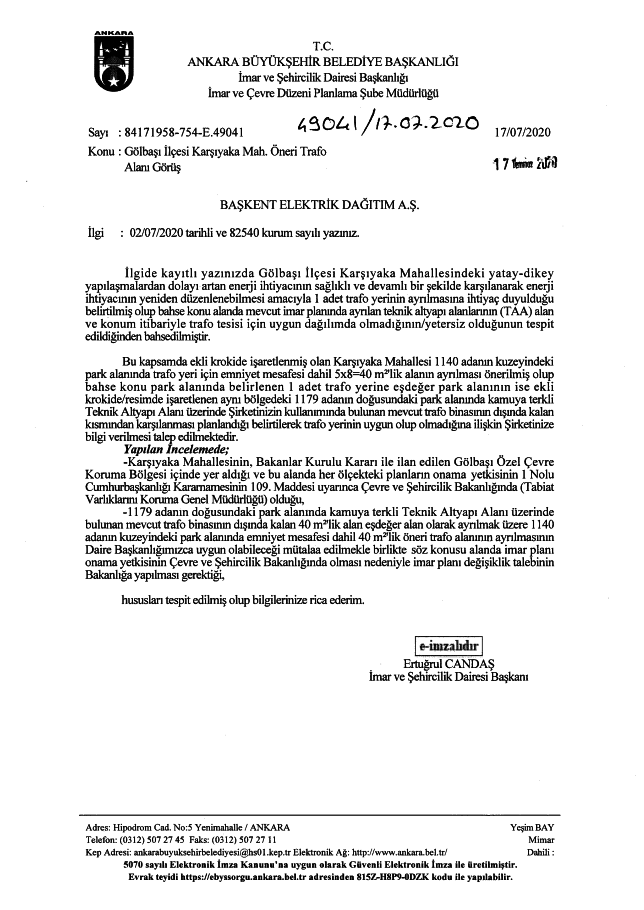 ANKARA
T.C.
ANKARA BÜYÜKŞEHİR BELEDİYE BAŞKANLIĞI
İmar ve Şehircilik Dairesi Başkanlığı
İmar ve Çevre Düzeni Planlama Şube Müdürlüğü
49041/17.07.2020
Sayı : 84171958-754-E.49041
17/07/2020
Konu : Gölbaşı İlçesi Karşıyaka Mah. Öneri Trafo
Alanı Görüş
17 Temmuz 2020
BAŞKENT ELEKTRİK DAĞITIM A.Ş.
İlgi : 02/07/2020 tarihli ve 82540 kurum sayılı yazınız.
İlgide kayıtlı yazınızda Gölbaşı İlçesi Karşıyaka Mahallesindeki yatay-dikey
yapılaşmalardan dolayı artan enerji ihtiyacının sağlıklı ve devamlı bir şekilde karşılanarak enerji
ihtiyacının yeniden düzenlenebilmesi amacıyla 1 adet trafo yerinin ayrılmasına ihtiyaç duyulduğu
belirtilmiş olup bahse konu alanda mevcut imar planında ayrılan teknik altyapı alanlarının (TAA) alan
ve konum itibariyle trafo tesisi için uygun dağılımda olmadığının/yetersiz olduğunun tespit
edildiğinden bahsedilmiştir.
Bu kapsamda ekli krokide işaretlenmiş olan Karşıyaka Mahallesi 1140 adanın kuzeyindeki
park alanında trafo yeri için emniyet mesafesi dahil 5x8=40 m²'lik alanın ayrılması önerilmiş olup
bahse konu park alanında belirlenen 1 adet trafo yerine eşdeğer park alanının ise ekli
krokide/resimde işaretlenen aynı bölgedeki 1179 adanın doğusundaki park alanında kamuya terkli
Teknik Altyapı Alanı üzerinde Şirketinizin kullanımında bulunan mevcut trafo binasının dışında kalan
kısmından karşılanması planlandığı belirtilerek trafo yerinin uygun olup olmadığına ilişkin Şirketinize
bilgi verilmesi talep edilmektedir.
Yapılan İncelemede;
-Karşıyaka Mahallesinin, Bakanlar Kurulu Kararı ile ilan edilen Gölbaşı Özel Çevre
Koruma Bölgesi içinde yer aldığı ve bu alanda her ölçekteki planların onama yetkisinin 1 Nolu
Cumhurbaşkanlığı Kararnamesinin 109. Maddesi uyarınca Çevre ve Şehircilik Bakanlığında (Tabiat
Varlıklarını Koruma Genel Müdürlüğü) olduğu,
-1179 adanın doğusundaki park alanında kamuya terkli Teknik Altyapı Alanı üzerinde
bulunan mevcut trafo binasının dışında kalan 40 m²'lik alan eşdeğer alan olarak ayrılmak üzere 1140
adanın kuzeyindeki park alanında emniyet mesafesi dahil 40 m²'lik öneri trafo alanının ayrılmasının
Daire Başkanlığımızca uygun olabileceği mütalaa edilmekle birlikte söz konusu alanda imar planı
onama yetkisinin Çevre ve Şehircilik Bakanlığında olması nedeniyle imar planı değişiklik talebinin
Bakanlığa yapılması gerektiği,
hususları tespit edilmiş olup bilgilerinize rica ederim.
e-imzalıdır
Ertuğrul CANDAŞ
İmar ve Şehircilik Dairesi Başkanı
Adres: Hipodrom Cad. No:5 Yenimahalle / ANKARA
Yeşim BAY
Telefon: (0312) 507 27 45 Faks: (0312) 507 27 11
Mimar
Kep Adresi: ankarabuyuksehirbelediyesi@hs01.kep.tr Elektronik Ağ: http://www.ankara.bel.tr/
Dahili :
5070 sayılı Elektronik İmza Kanunu'na uygun olarak Güvenli Elektronik İmza ile üretilmiştir.
Evrak teyidi https://ebyssorgu.ankara.bel.tr adresinden 815Z-H8P9-0DZK kodu ile yapılabilir.